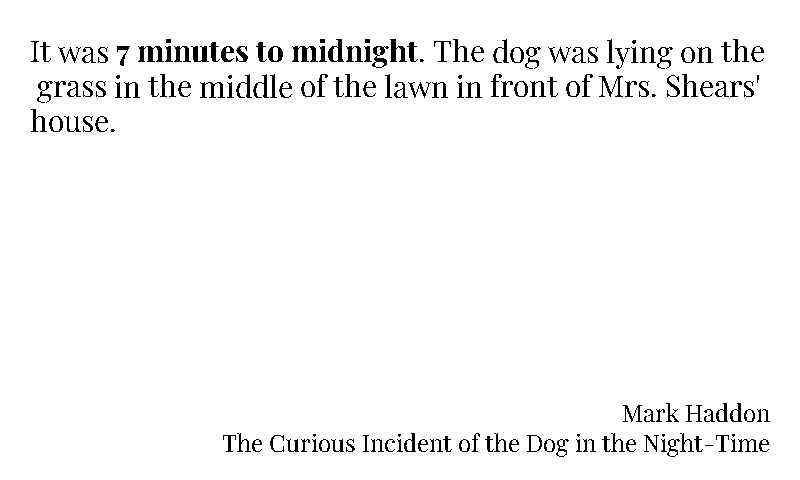 It was 7 minutes to midnight. The dog was lying on the
grass in the middle of the lawn in front of Mrs. Shears'
house.
Mark Haddon
The Curious Incident of the Dog in the Night-Time